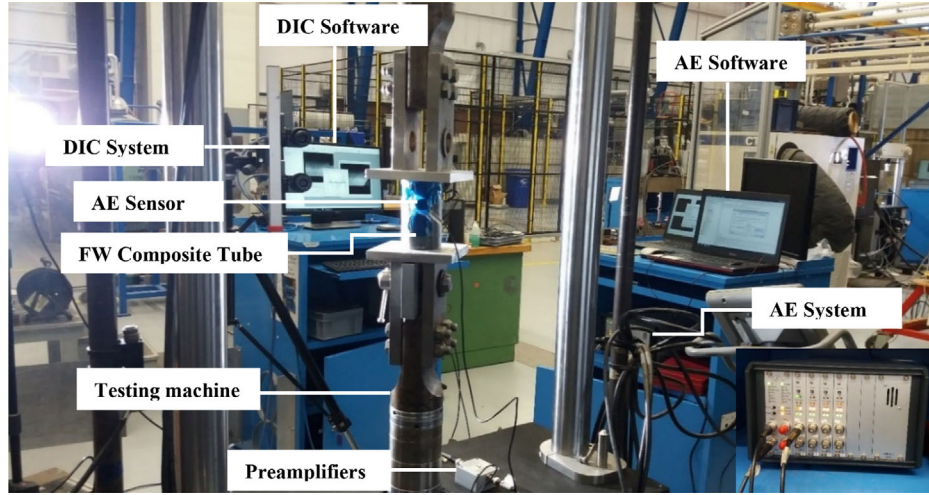 DIC Software
AE Software
DIC System
AE Sensor
FW Composite Tube
AE System
Testing machine
Preamplifiers